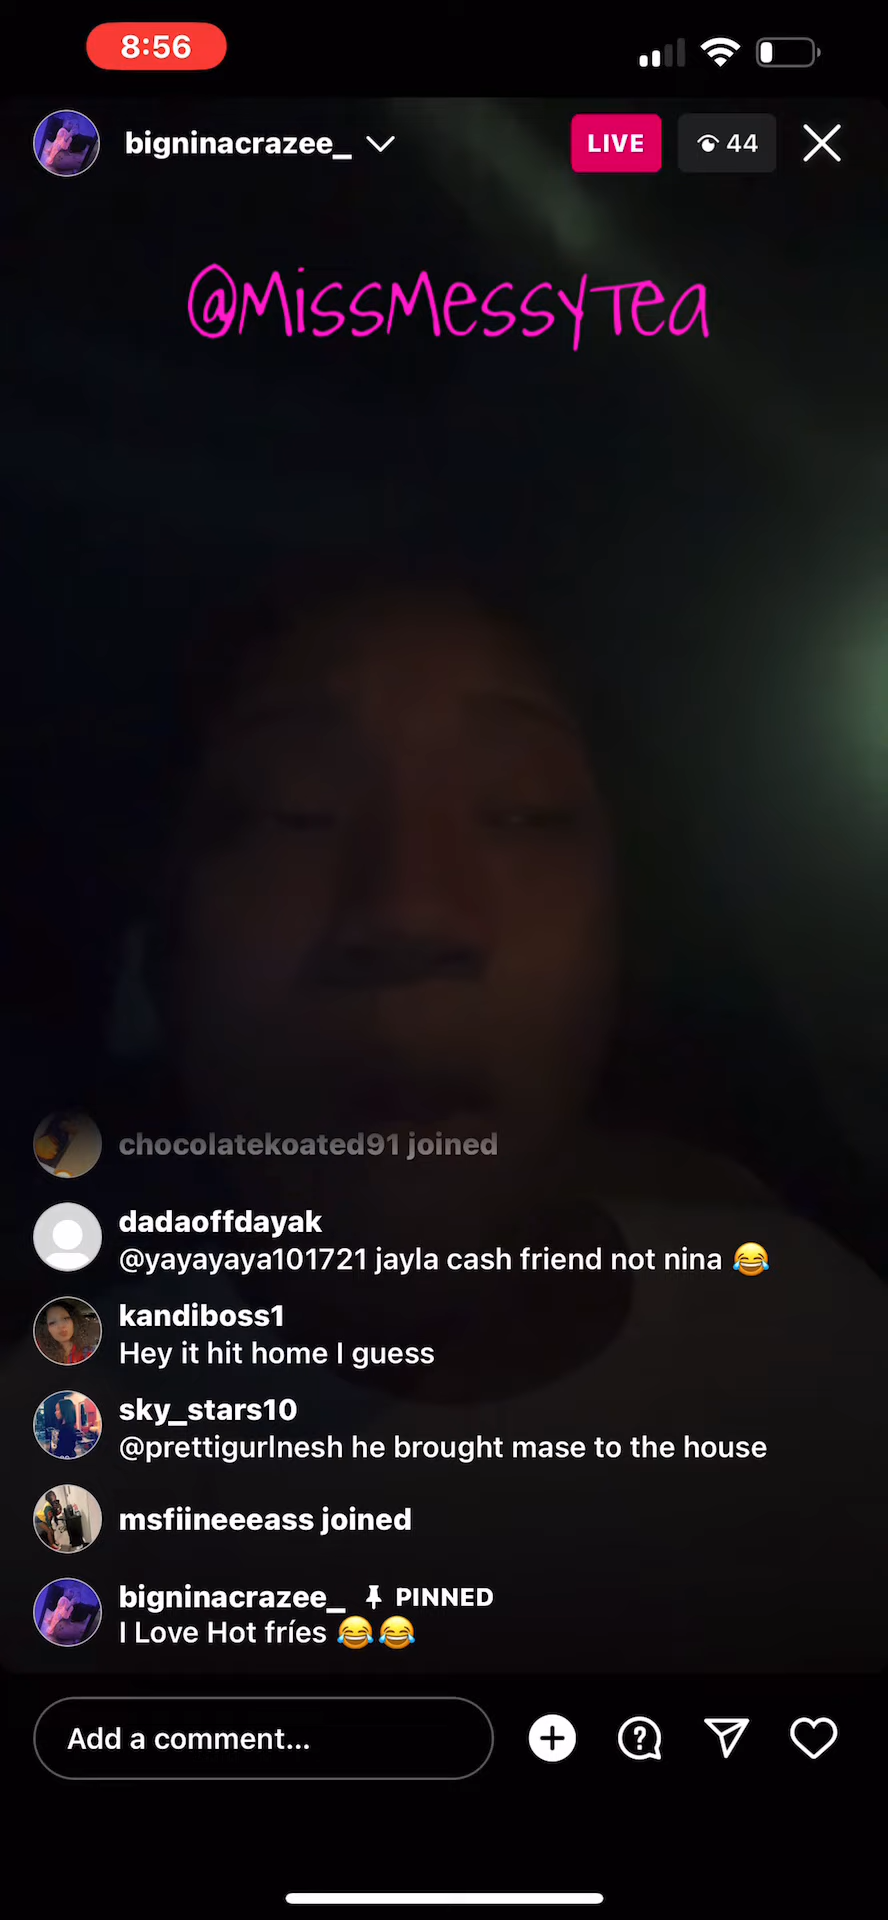 8:56
bigninacrazee_
LIVE
44
@MissMessyTea
chocolatekoated91 joined
dadaoffdayak
@yayayaya101721 jayla cash friend not nina 😂
kandiboss1
Hey it hit home I guess
sky_stars10
@prettigurlnesh he brought mase to the house
msfiineeeass joined
bigninacrazee_ PINNED
I Love Hot fríes 😂😂
Add a comment...